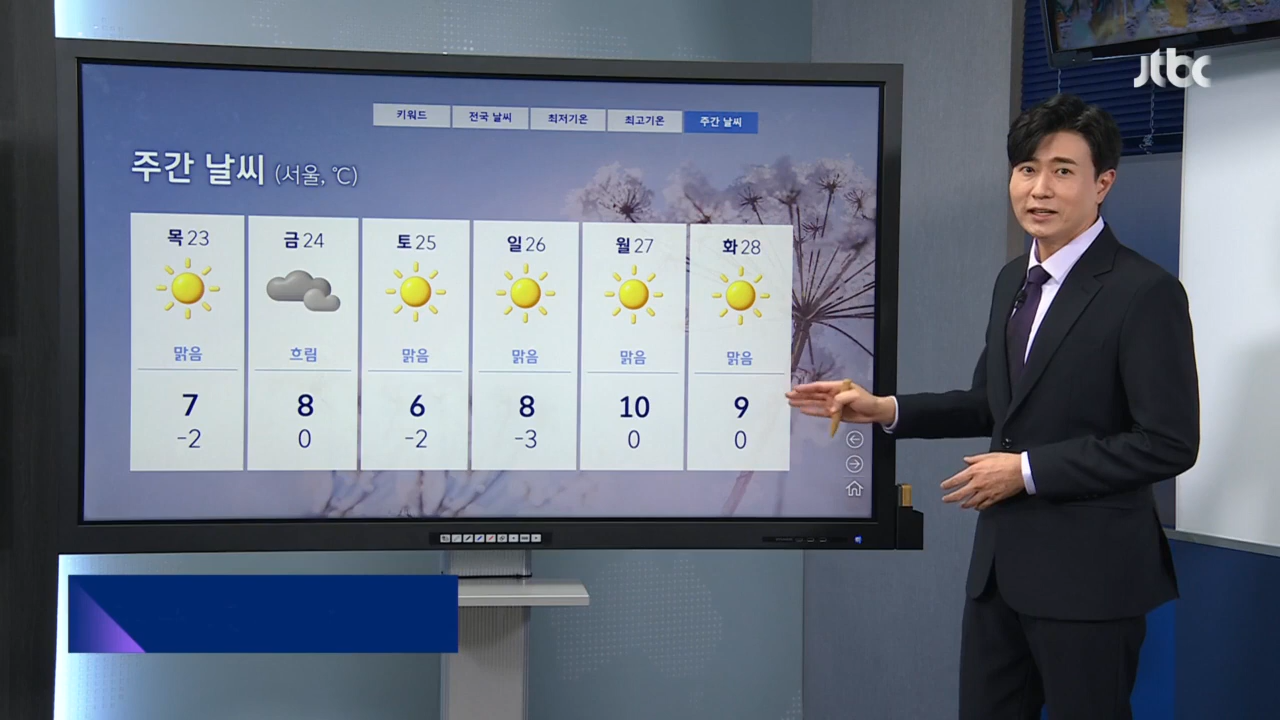 jtbc
키워드
전국 날씨
최저기온
최고기온
주간 날씨
주간 날씨 (서울, ℃)
목 23
금 24
토 25
일 26
월 27
화 28
맑음
흐림
맑음
맑음
맑음
맑음
7
8
6
8
10
9
-2
0
-2
-3
0
0